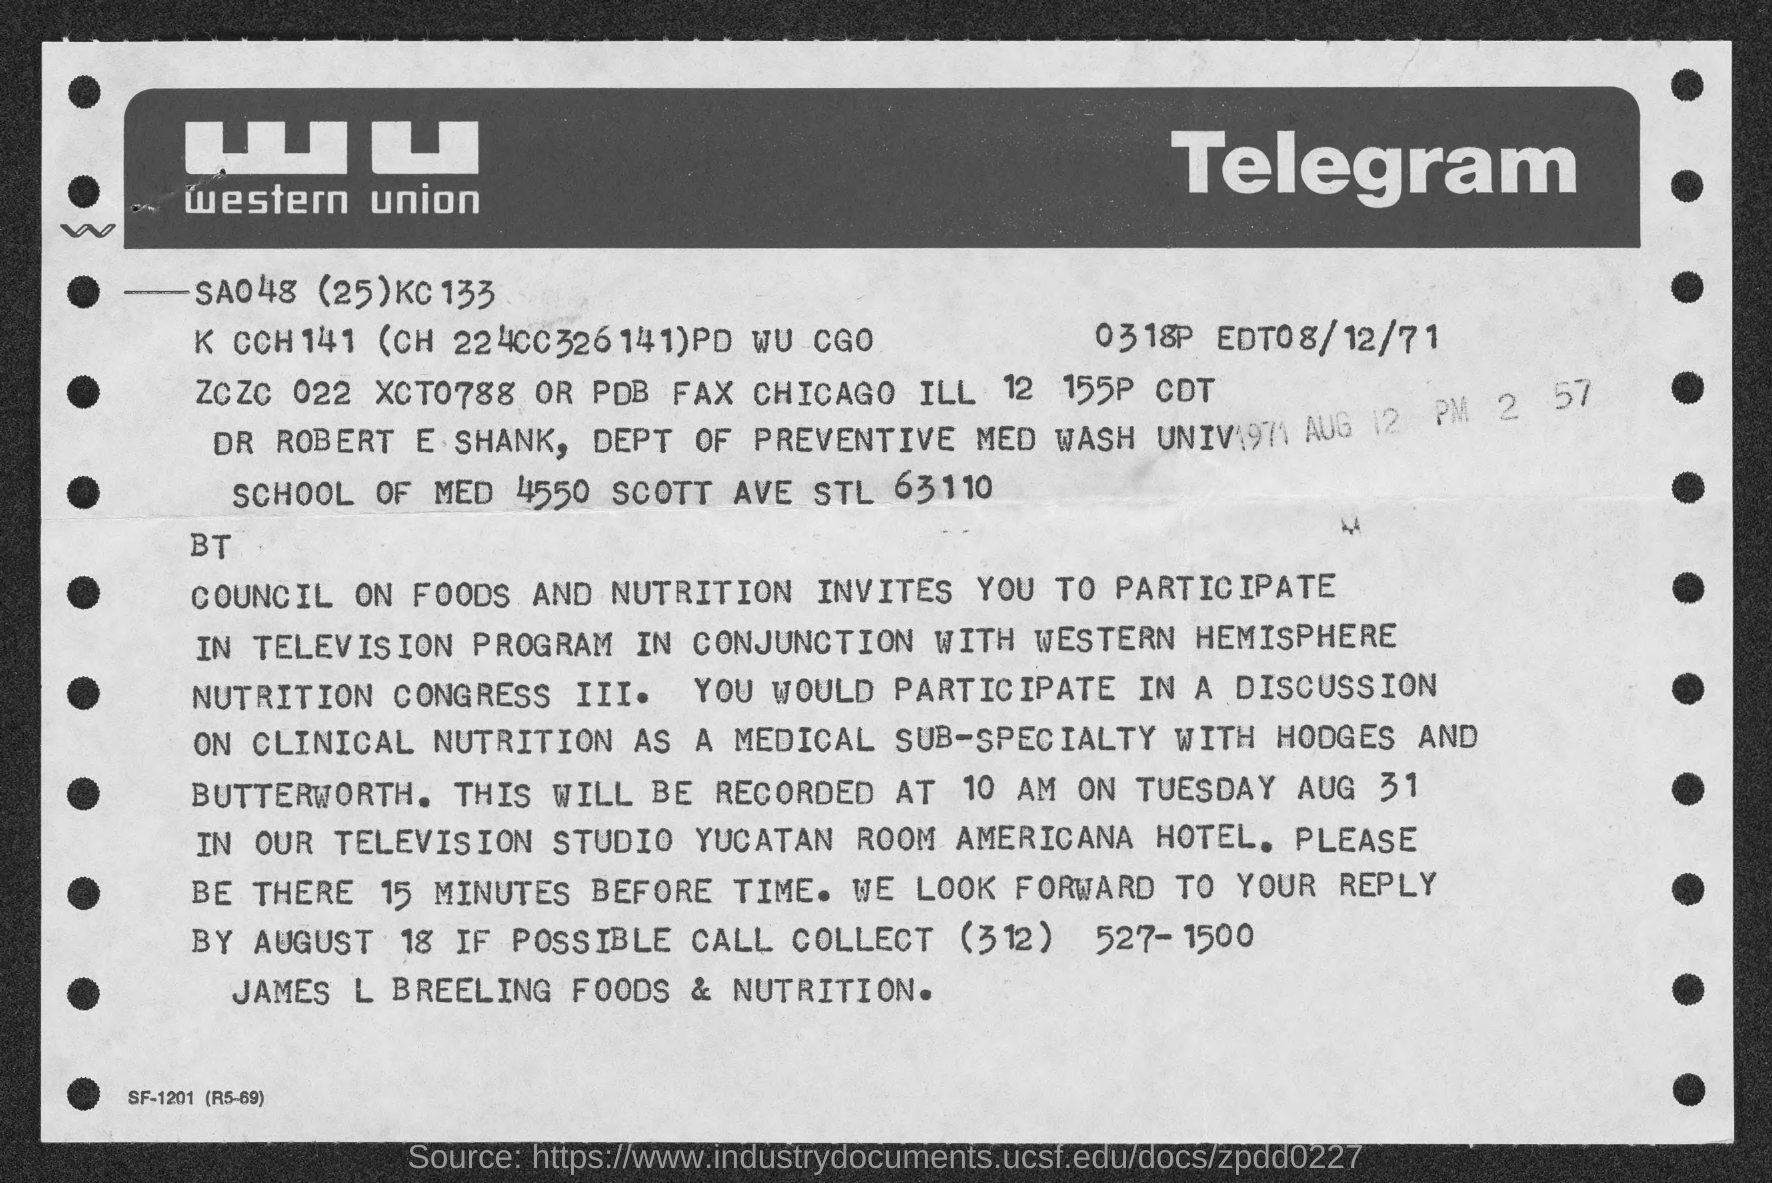 WU
western union
Telegram
SA048 (25)KC133
K CCH141 (CH 224CC326141)PD WU CGO 0318P EDT08/12/71
ZCZC 022 XCT0788 OR PDB FAX CHICAGO ILL 12 155P CDT
DR ROBERT E SHANK, DEPT OF PREVENTIVE MED WASH UNIV 1971 AUG 12 PM 2 57
SCHOOL OF MED 4550 SCOTT AVE STL 63110
BT
COUNCIL ON FOODS AND NUTRITION INVITES YOU TO PARTICIPATE
IN TELEVISION PROGRAM IN CONJUNCTION WITH WESTERN HEMISPHERE
NUTRITION CONGRESS III. YOU WOULD PARTICIPATE IN A DISCUSSION
ON CLINICAL NUTRITION AS A MEDICAL SUB-SPECIALTY WITH HODGES AND
BUTTERWORTH. THIS WILL BE RECORDED AT 10 AM ON TUESDAY AUG 31
IN OUR TELEVISION STUDIO YUCATAN ROOM AMERICANA HOTEL. PLEASE
BE THERE 15 MINUTES BEFORE TIME. WE LOOK FORWARD TO YOUR REPLY
BY AUGUST 18 IF POSSIBLE CALL COLLECT (312) 527-1500
JAMES L BREELING FOODS & NUTRITION.
SF-1201 (R5-69)
Source: https://www.industrydocuments.ucsf.edu/docs/zpdd0227